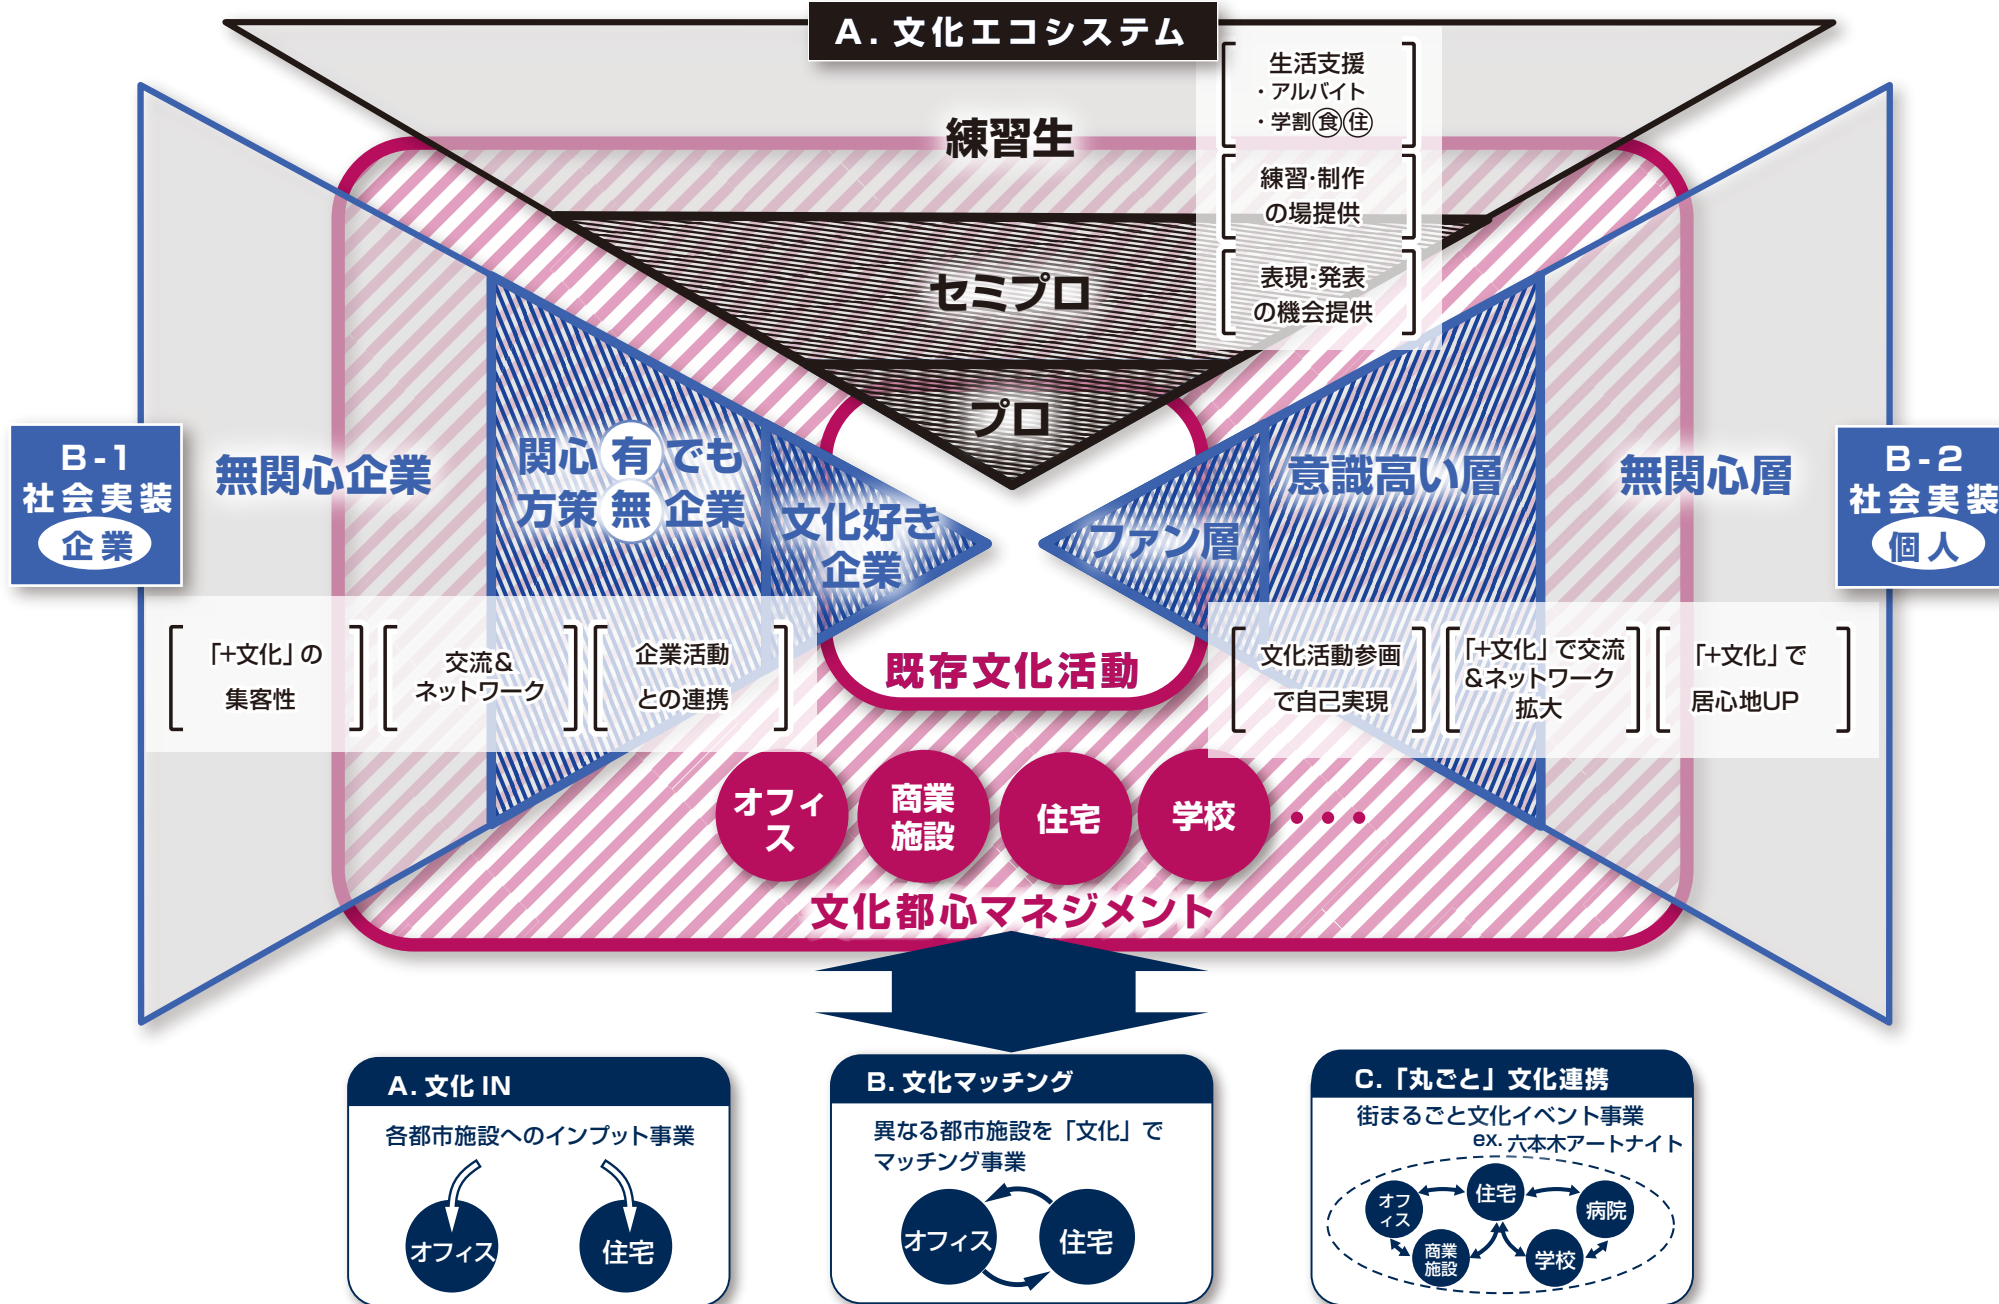 A. 文化エコシステム
生活支援
・アルバイト
・学割食住
練習・制作
の場提供
表現・発表
の機会提供
練習生
セミプロ
プロ
B-1
社会実装
企業
無関心企業
関心有でも
方策無企業
文化好き
企業
ファン層
意識高い層
無関心層
B-2
社会実装
個人
「+文化」の
集客性
交流&
ネットワーク
企業活動
との連携
既存文化活動
文化活動参画
で自己実現
「+文化」で交流
&ネットワーク
拡大
「+文化」で
居心地UP
オフィ
ス
商業
施設
住宅
学校
・・・
文化都心マネジメント
A. 文化 IN
各都市施設へのインプット事業
オフィス
住宅
B. 文化マッチング
異なる都市施設を「文化」で
マッチング事業
オフィス
住宅
C.「丸ごと」文化連携
街まるごと文化イベント事業
ex. 六本木アートナイト
オフ
ィス
住宅
病院
商業
施設
学校